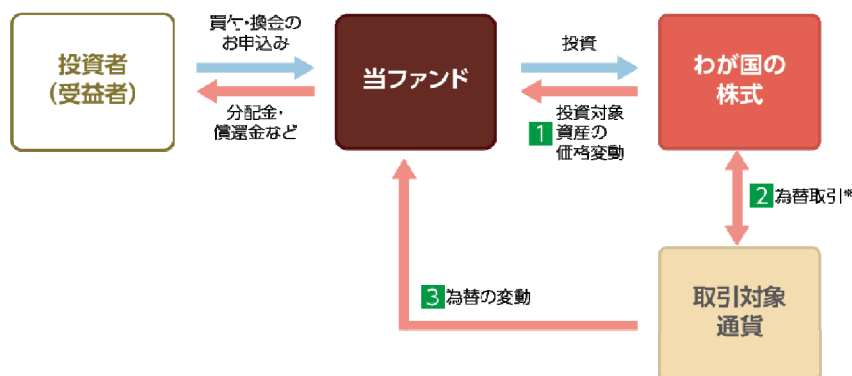 投資者
（受益者）
買付・換金の
お申込み
分配金・
償還金など
当ファンド
投資
1 投資対象
資産の
価格変動
わが国の
株式
2 為替取引*
3 為替の変動
取引対象
通貨